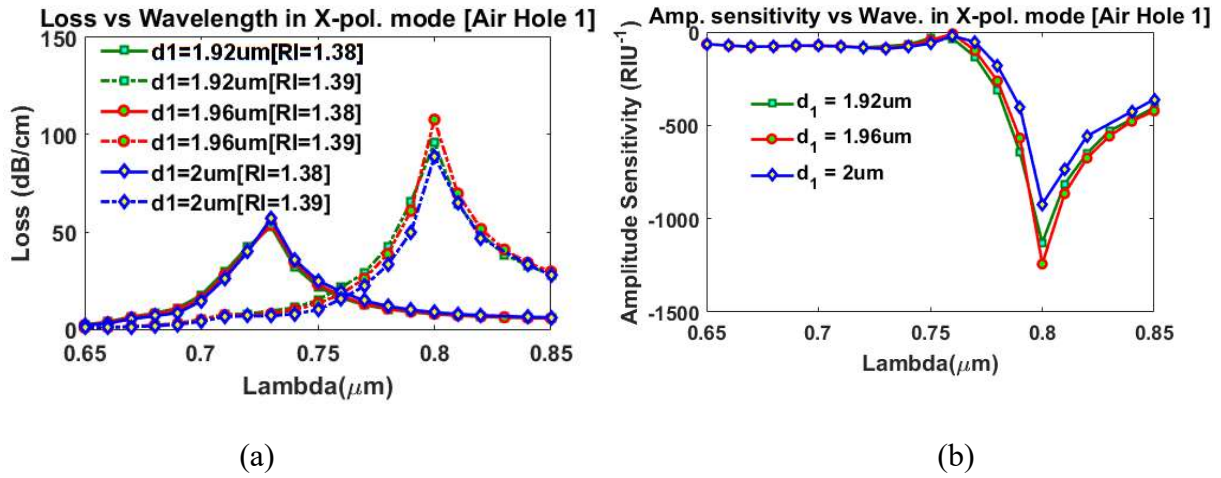 Loss vs Wavelength in X-pol. mode [Air Hole 1]
150
100
50
0
Loss (dB/cm)
d1=1.92um[RI=1.38]
d1=1.92um[RI=1.39]
d1=1.96um[RI=1.38]
d1=1.96um[RI=1.39]
d1=2um[RI=1.38]
d1=2um[RI=1.39]
0.65 0.7 0.75 0.8 0.85
Lambda(μm)
(a)
Amp. sensitivity vs Wave. in X-pol. mode [Air Hole 1]
0
-500
-1000
-1500
Amplitude Sensitivity (RIU⁻¹)
d₁ = 1.92um
d₁ = 1.96um
d₁ = 2um
0.65 0.7 0.75 0.8 0.85
Lambda(μm)
(b)